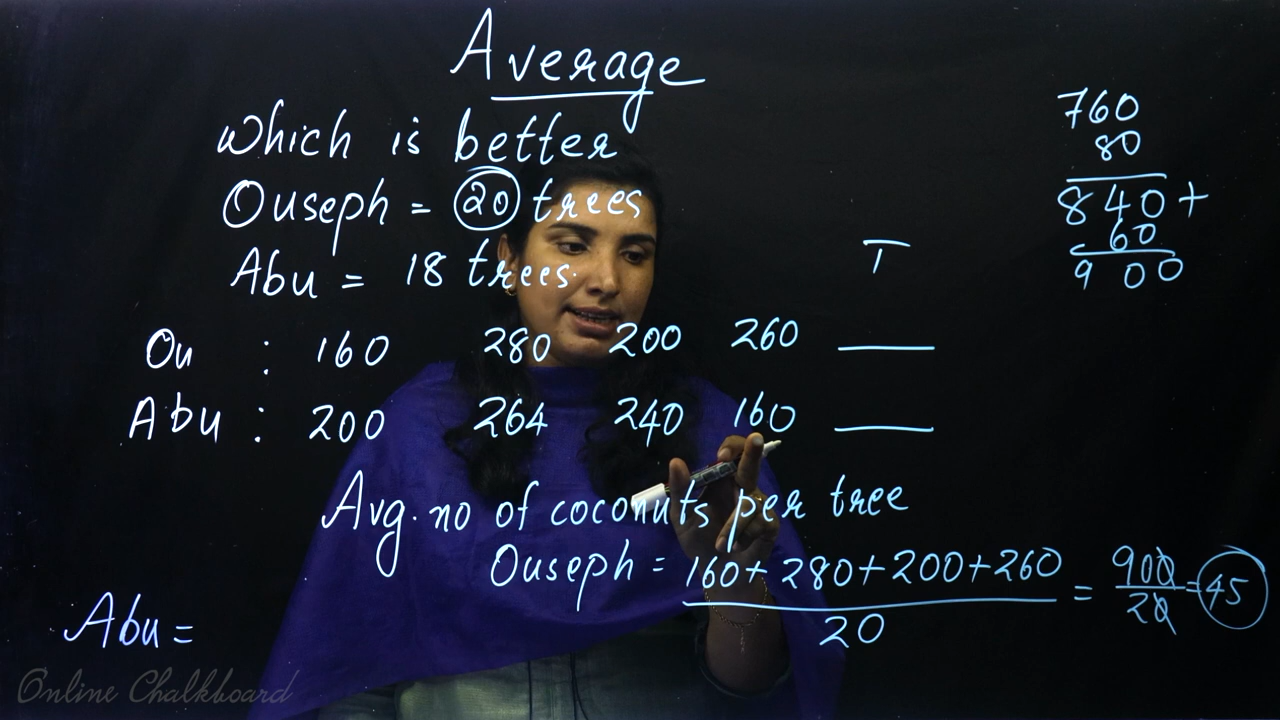 Average
Which is better
Ouseph = 20 trees
Abu = 18 trees.
T
Ou : 160 280 200 260
Abu : 200 264 240 160
Avg. no of coconuts per tree
Ouseph = 160 + 280 + 200 + 260 / 20 = 900 / 20 = 45
Abu =
760
80
840 +
60
900
Online Chalkboard